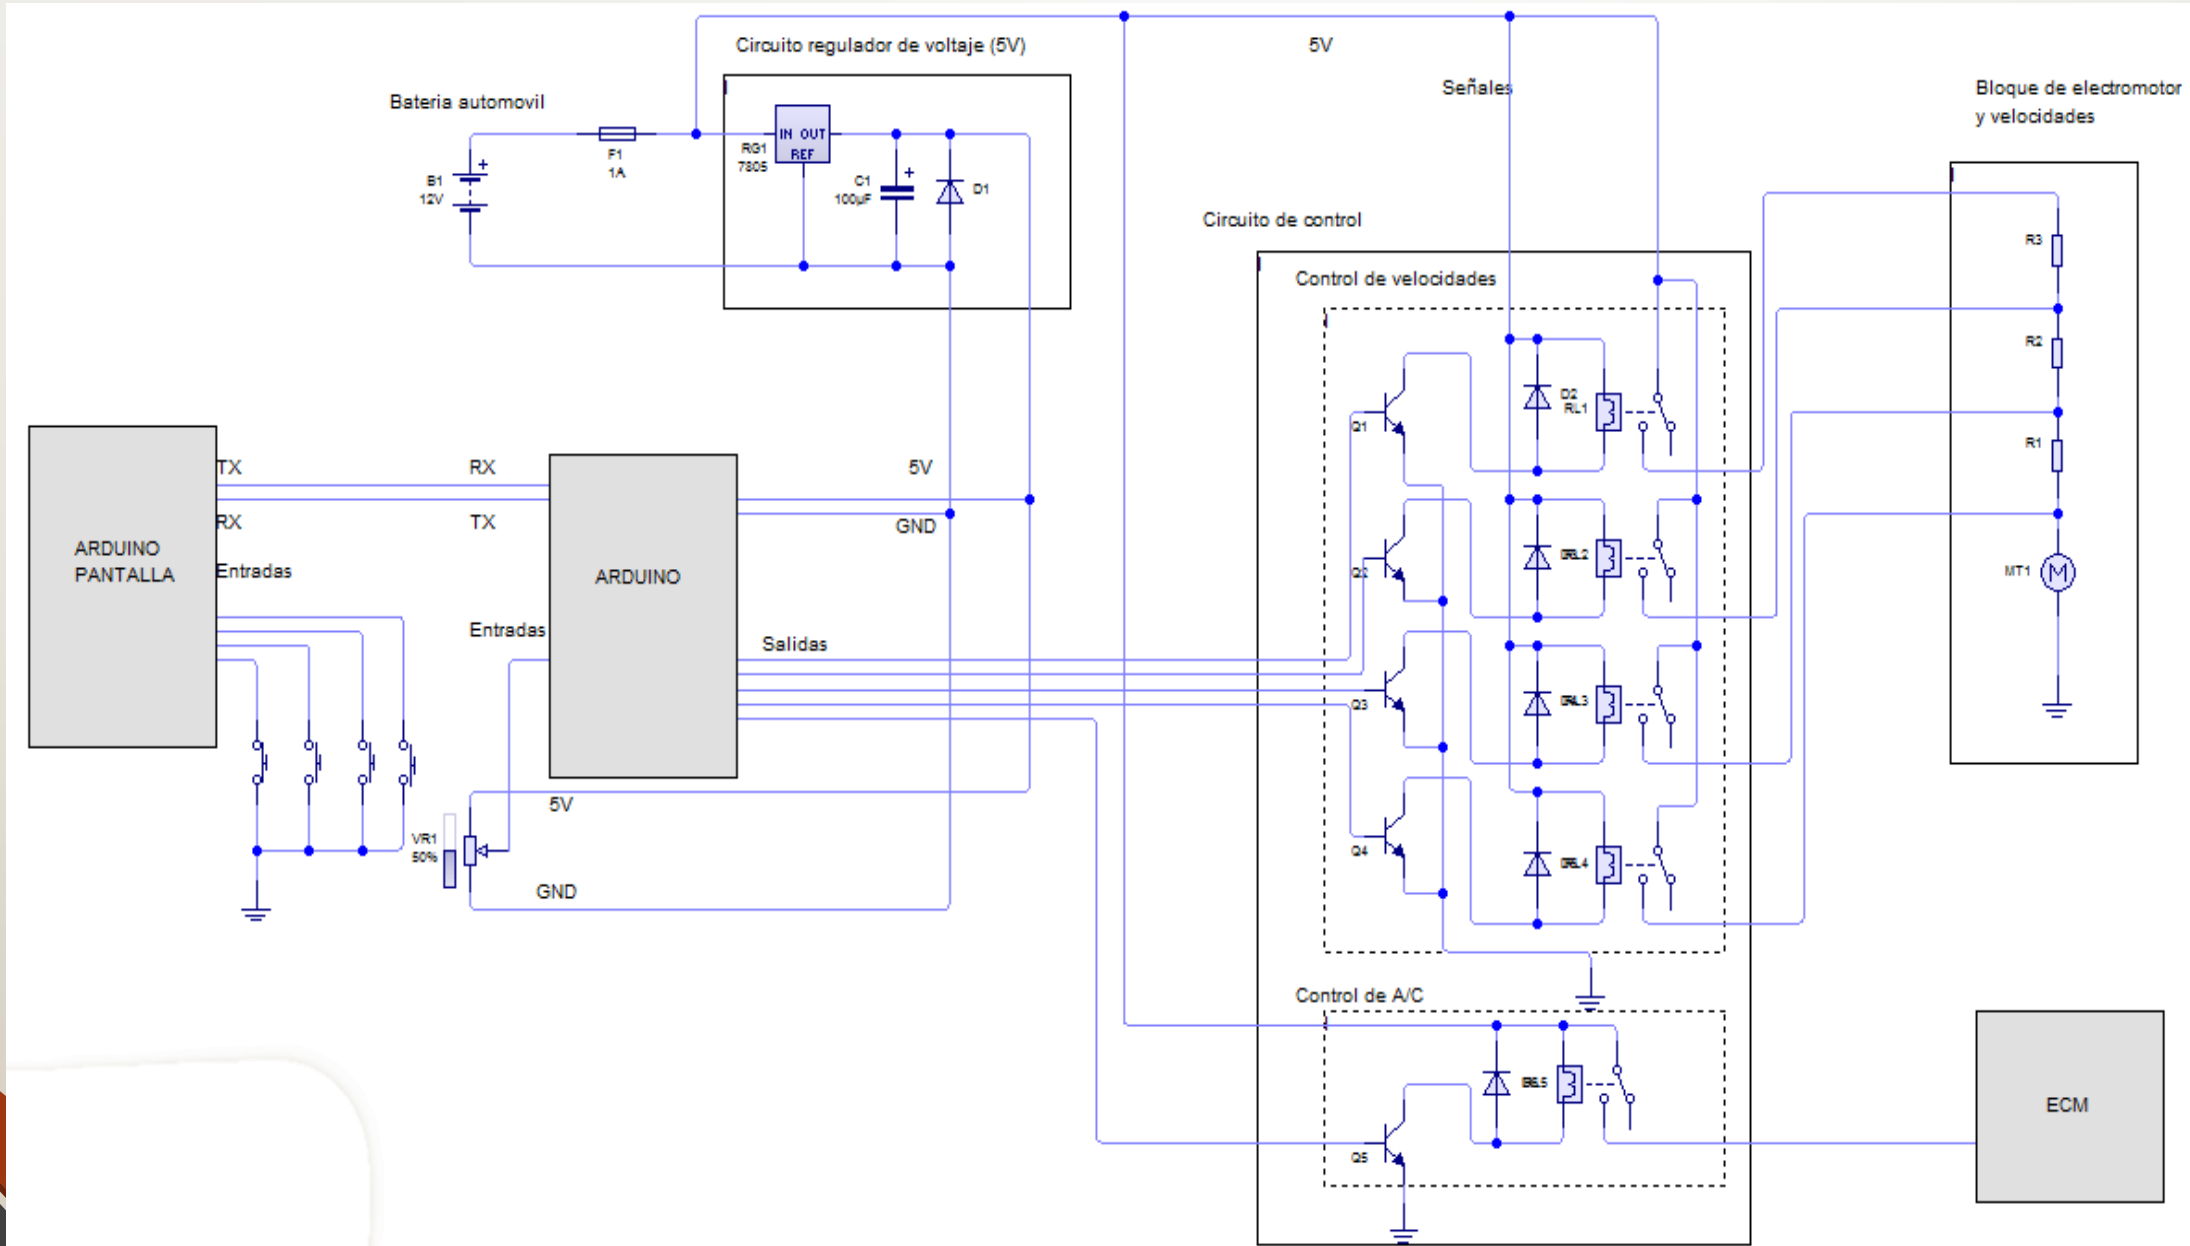 Circuito regulador de voltaje (5V)
5V
Señales
Bateria automovil
Bloque de electromotor
y velocidades
F1
1A
RG1
7805
IN OUT
REF
C1
100µF
D1
B1
12V
Circuito de control
Control de velocidades
R3
R2
R1
MT1
M
D2
RL1
Q1
Q2
Q3
Q4
TX
RX
RX
TX
5V
GND
ARDUINO
PANTALLA
Entradas
ARDUINO
Entradas
Salidas
5V
VR1
50%
GND
Control de A/C
Q5
ECM